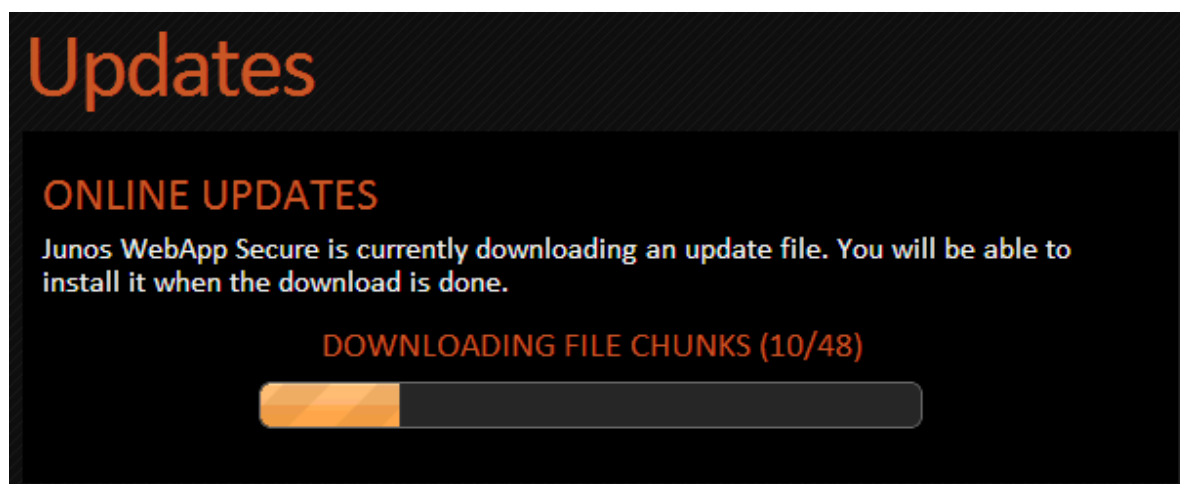 Updates
ONLINE UPDATES
Junos WebApp Secure is currently downloading an update file. You will be able to
install it when the download is done.
DOWNLOADING FILE CHUNKS (10/48)